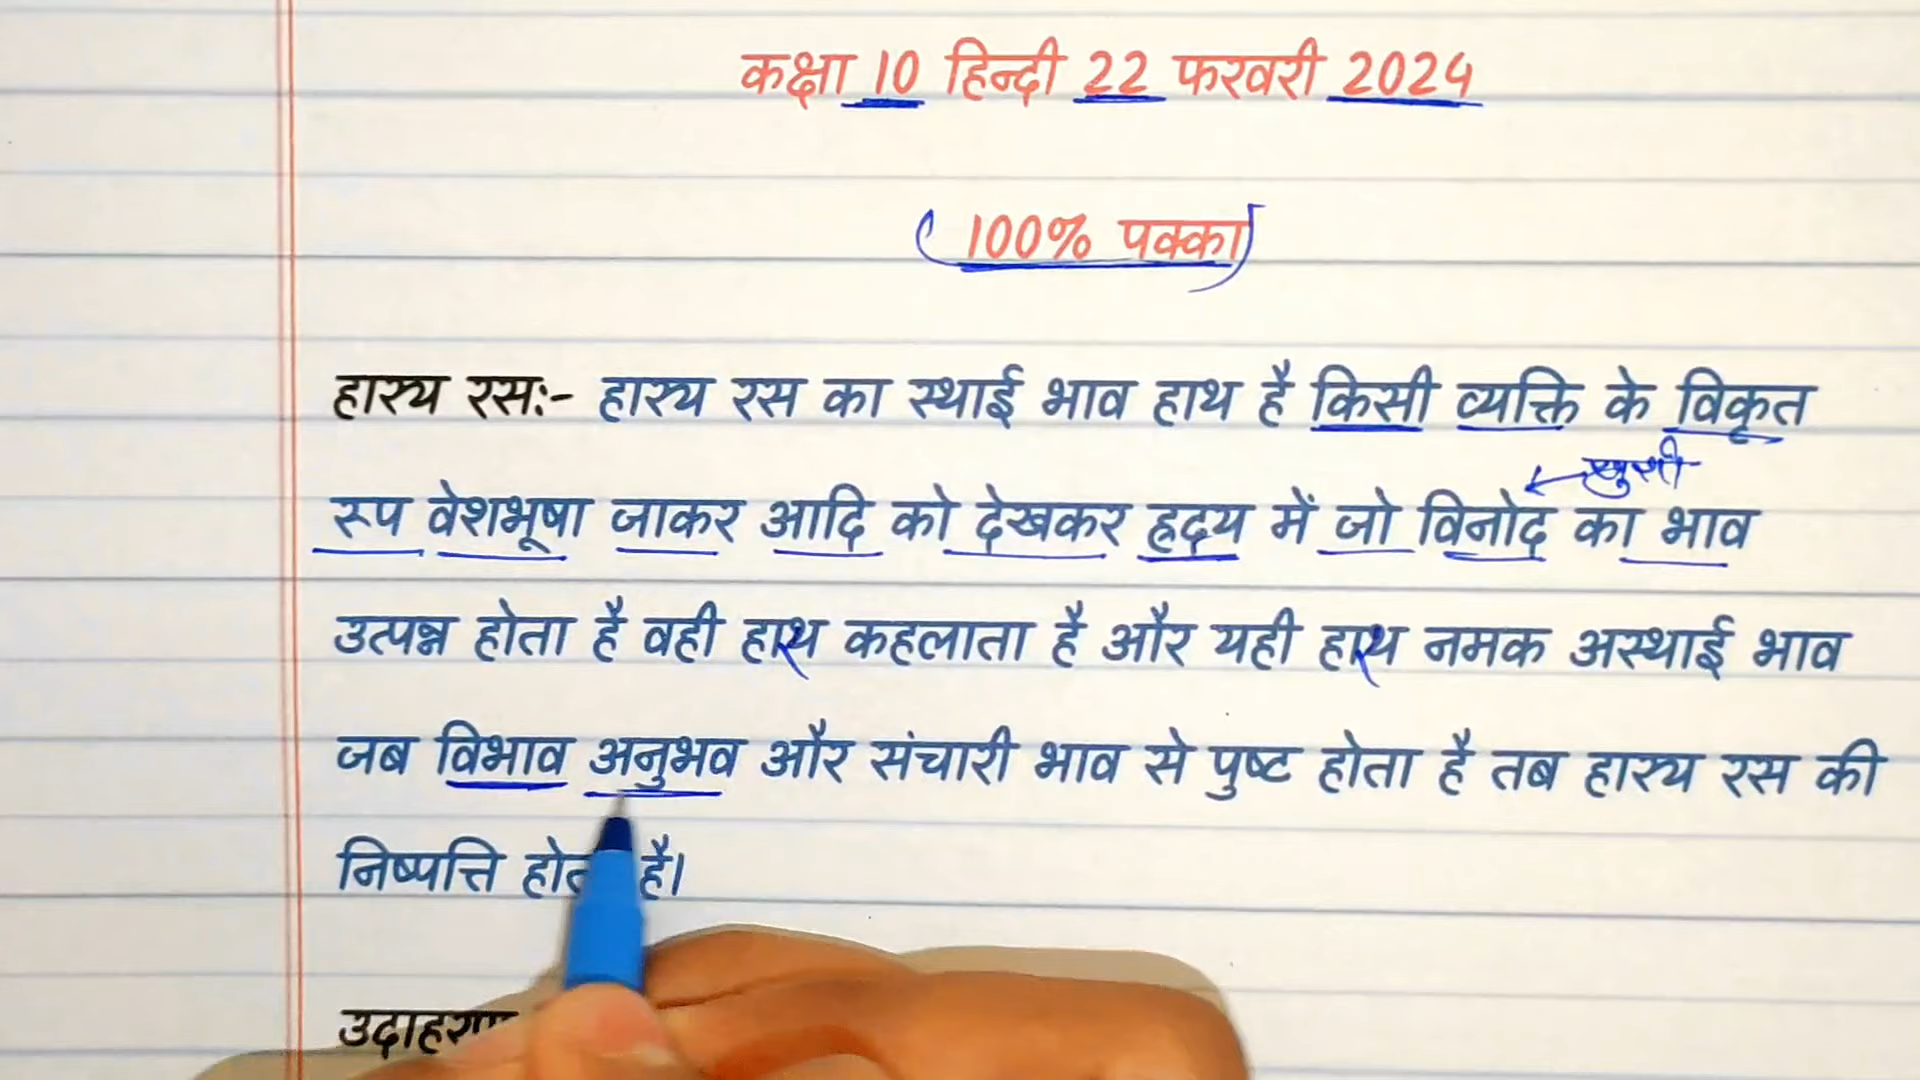 कक्षा 10 हिन्दी 22 फरवरी 2024
100% पक्का
हास्य रस:- हास्य रस का स्थाई भाव हाथ है किसी व्यक्ति के विकृत
खुशी
रूप वेशभूषा जाकर आदि को देखकर ह्रदय में जो विनोद का भाव
उत्पन्न होता है वही हाथ कहलाता है और यही हाथ नमक अस्थाई भाव
जब विभाव अनुभव और संचारी भाव से पुष्ट होता है तब हास्य रस की
निष्पत्ति है।